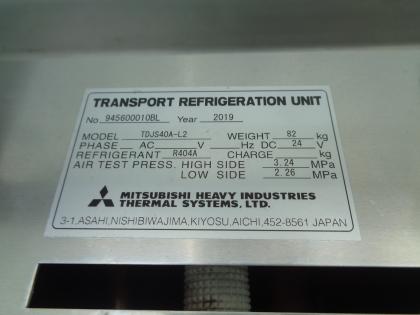 TRANSPORT REFRIGERATION UNIT
No. 945600010BL Year 2019
MODEL TDJS40A-L2 WEIGHT 82 kg
PHASE AC V Hz DC 24 V
REFRIGERANT R404A CHARGE kg
AIR TEST PRESS. HIGH SIDE 3.24 MPa
LOW SIDE 2.26 MPa
MITSUBISHI HEAVY INDUSTRIES
THERMAL SYSTEMS, LTD.
3-1, ASAHI, NISHIBIWAJIMA, KIYOSU, AICHI, 452-8561 JAPAN